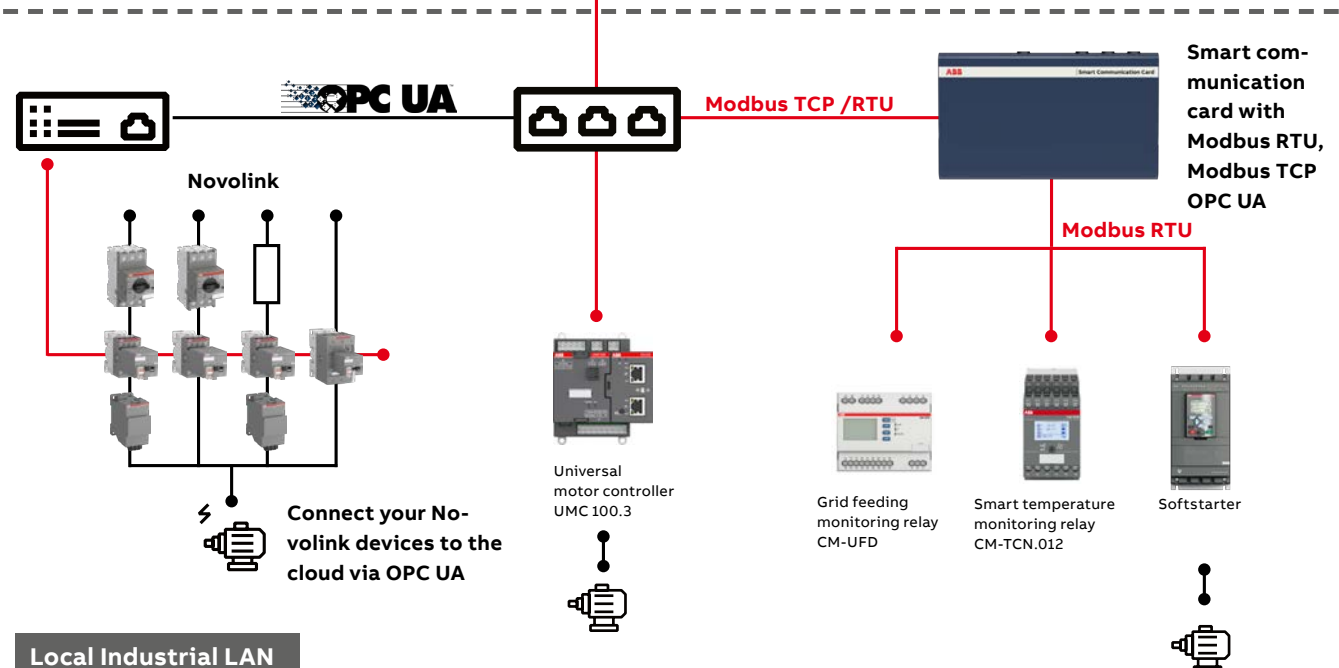 OPC UA
Modbus TCP /RTU
ABB
Smart Communication Card
Smart com-
munication
card with
Modbus RTU,
Modbus TCP
OPC UA
Novolink
Modbus RTU
Universal
motor controller
UMC 100.3
Grid feeding
monitoring relay
CM-UFD
Smart temperature
monitoring relay
CM-TCN.012
Softstarter
Connect your No-
volink devices to the
cloud via OPC UA
Local Industrial LAN